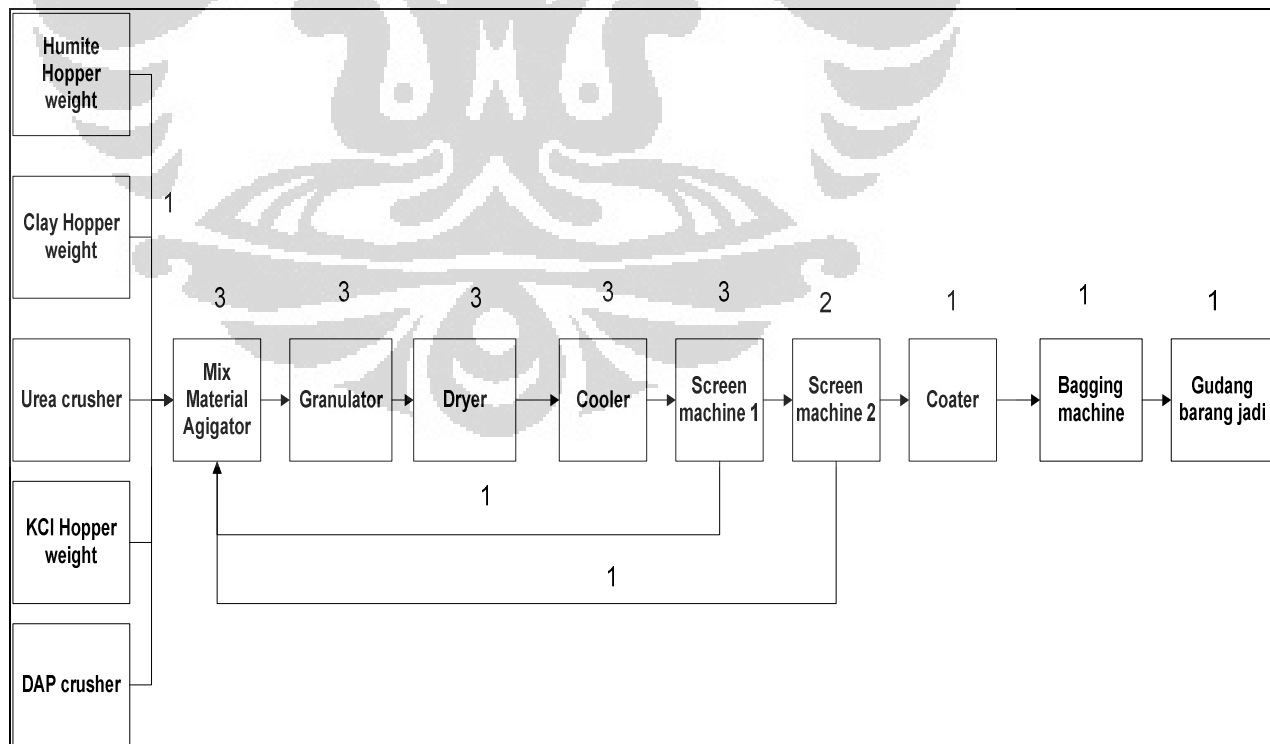 Humite
Hopper
weight
Clay Hopper
weight
1
Urea crusher
KCl Hopper
weight
DAP crusher
3
3
3
3
3
2
1
1
1
Mix
Material
Agigator
Granulator
Dryer
Cooler
Screen
machine 1
Screen
machine 2
Coater
Bagging
machine
Gudang
barang jadi
1
1